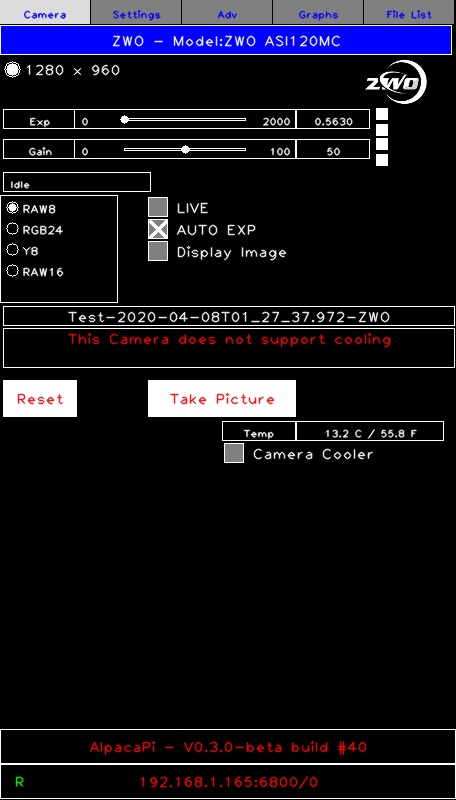 Camera Settings Adv Graphs File List
ZWO - Model:ZWO ASI120MC
1280 x 960
ZWO
Exp 0 2000 0.5630
Gain 0 100 50
Idle
RAW8 LIVE
RGB24 AUTO EXP
Y8 Display Image
RAW16
Test-2020-04-08T01_27_37.972-ZWO
This Camera does not support cooling
Reset Take Picture
Temp 13.2 C / 55.8 F
Camera Cooler
AlpacaPi - V0.3.0-beta build #40
R 192.168.1.165:6800/0